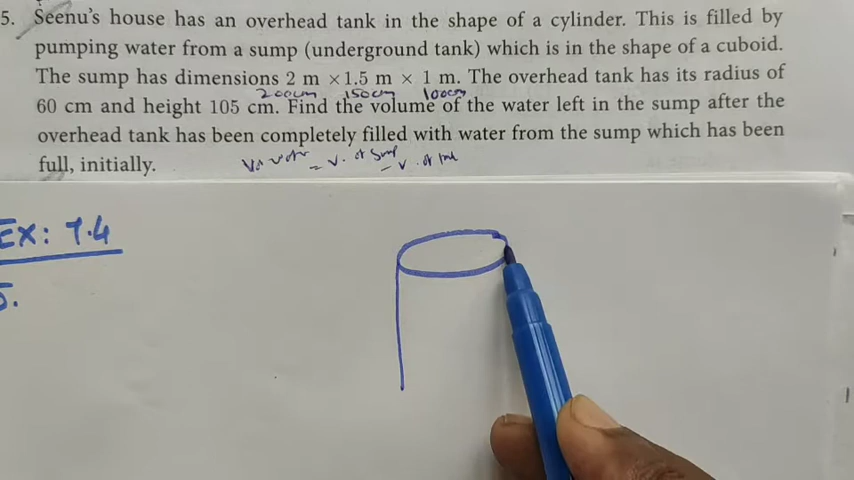 5. Seenu's house has an overhead tank in the shape of a cylinder. This is filled by
pumping water from a sump (underground tank) which is in the shape of a cuboid.
The sump has dimensions 2 m ×1.5 m × 1 m. The overhead tank has its radius of
200cm 150cm 100cm
60 cm and height 105 cm. Find the volume of the water left in the sump after the
overhead tank has been completely filled with water from the sump which has been
full, initially.
= V. of Sump
- V. of tank
EX: 7.4
5.